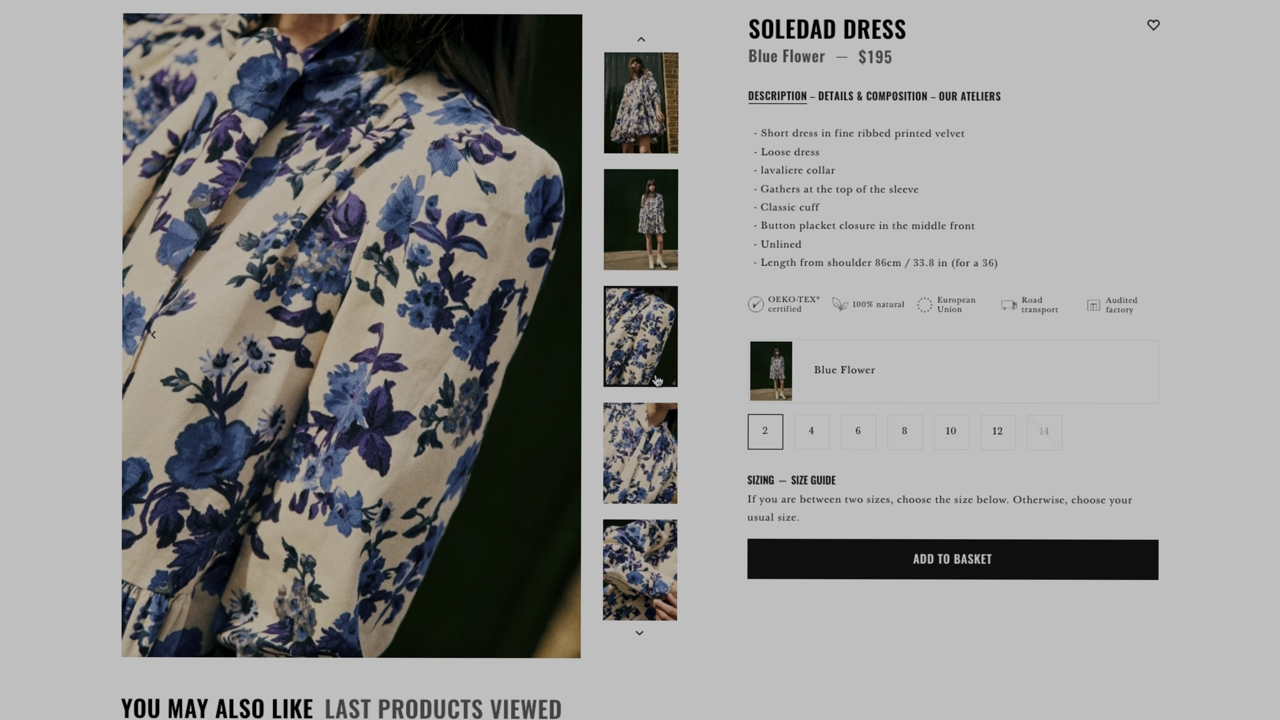 SOLEDAD DRESS
Blue Flower — $195
DESCRIPTION – DETAILS & COMPOSITION – OUR ATELIERS
- Short dress in fine ribbed printed velvet
- Loose dress
- lavaliere collar
- Gathers at the top of the sleeve
- Classic cuff
- Button placket closure in the middle front
- Unlined
- Length from shoulder 86cm / 33.8 in (for a 36)
OEKO-TEX® certified
100% natural
European Union
Road transport
Audited factory
Blue Flower
2 4 6 8 10 12 14
SIZING — SIZE GUIDE
If you are between two sizes, choose the size below. Otherwise, choose your
usual size.
ADD TO BASKET
YOU MAY ALSO LIKE LAST PRODUCTS VIEWED